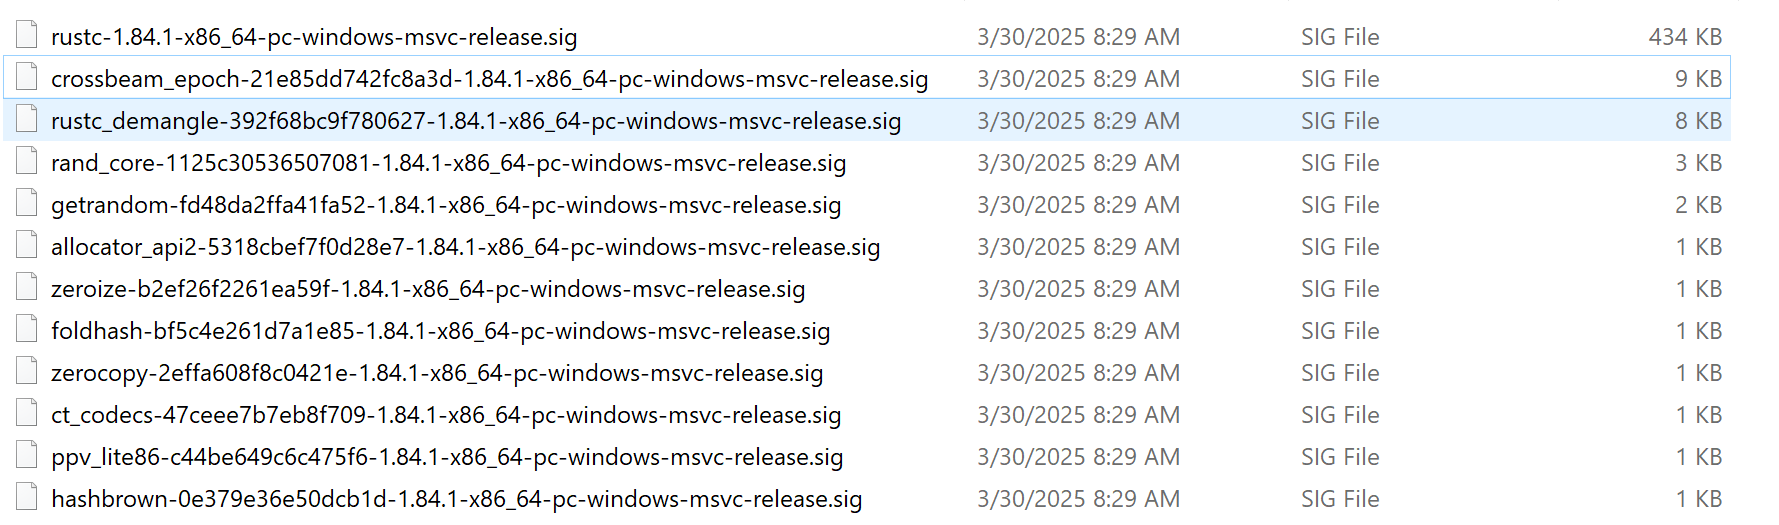 rustc-1.84.1-x86_64-pc-windows-msvc-release.sig 3/30/2025 8:29 AM SIG File 434 KB
crossbeam_epoch-21e85dd742fc8a3d-1.84.1-x86_64-pc-windows-msvc-release.sig 3/30/2025 8:29 AM SIG File 9 KB
rustc_demangle-392f68bc9f780627-1.84.1-x86_64-pc-windows-msvc-release.sig 3/30/2025 8:29 AM SIG File 8 KB
rand_core-1125c30536507081-1.84.1-x86_64-pc-windows-msvc-release.sig 3/30/2025 8:29 AM SIG File 3 KB
getrandom-fd48da2ffa41fa52-1.84.1-x86_64-pc-windows-msvc-release.sig 3/30/2025 8:29 AM SIG File 2 KB
allocator_api2-5318cbef7f0d28e7-1.84.1-x86_64-pc-windows-msvc-release.sig 3/30/2025 8:29 AM SIG File 1 KB
zeroize-b2ef26f2261ea59f-1.84.1-x86_64-pc-windows-msvc-release.sig 3/30/2025 8:29 AM SIG File 1 KB
foldhash-bf5c4e261d7a1e85-1.84.1-x86_64-pc-windows-msvc-release.sig 3/30/2025 8:29 AM SIG File 1 KB
zerocopy-2effa608f8c0421e-1.84.1-x86_64-pc-windows-msvc-release.sig 3/30/2025 8:29 AM SIG File 1 KB
ct_codecs-47ceee7b7eb8f709-1.84.1-x86_64-pc-windows-msvc-release.sig 3/30/2025 8:29 AM SIG File 1 KB
ppv_lite86-c44be649c6c475f6-1.84.1-x86_64-pc-windows-msvc-release.sig 3/30/2025 8:29 AM SIG File 1 KB
hashbrown-0e379e36e50dcb1d-1.84.1-x86_64-pc-windows-msvc-release.sig 3/30/2025 8:29 AM SIG File 1 KB